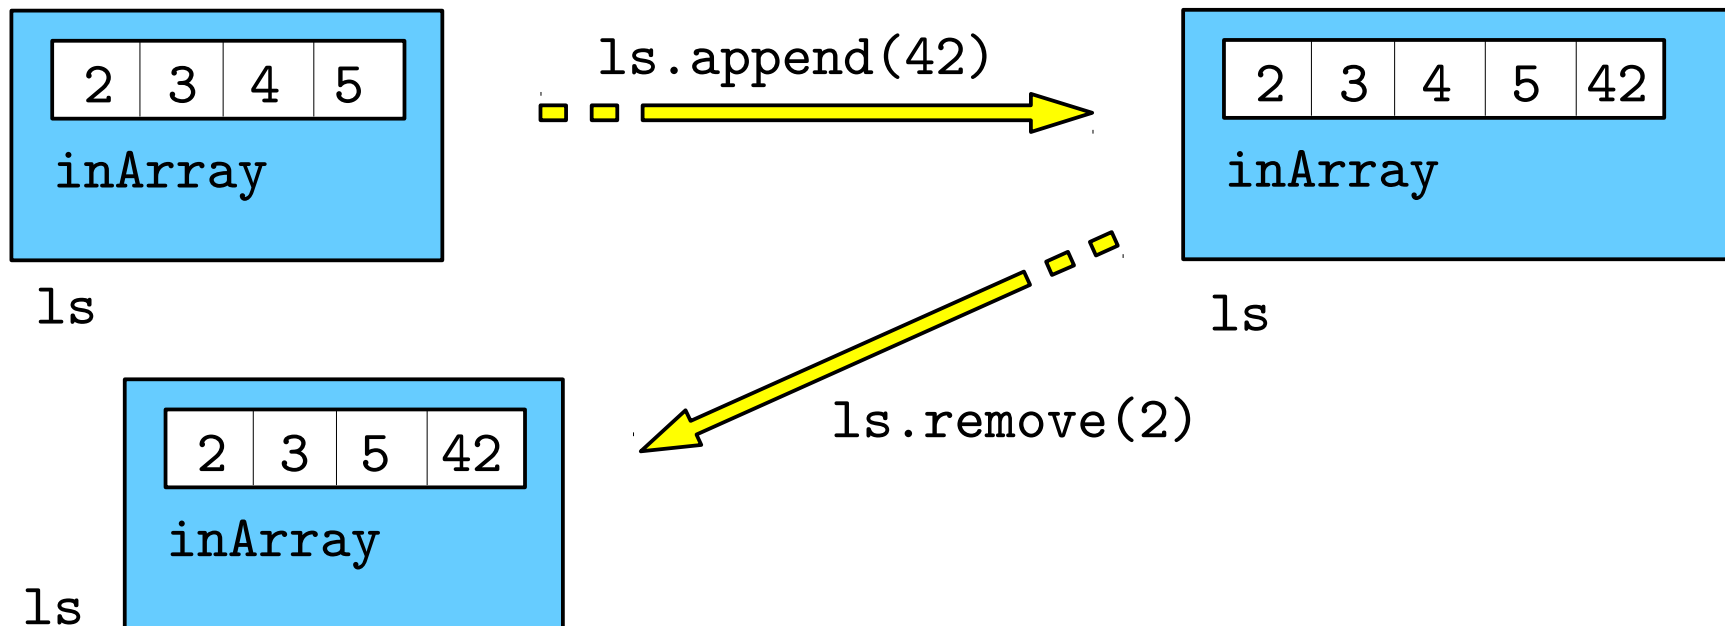 2 3 4 5
inArray
ls
ls.append(42)
2 3 4 5 42
inArray
ls
ls.remove(2)
2 3 5 42
inArray
ls